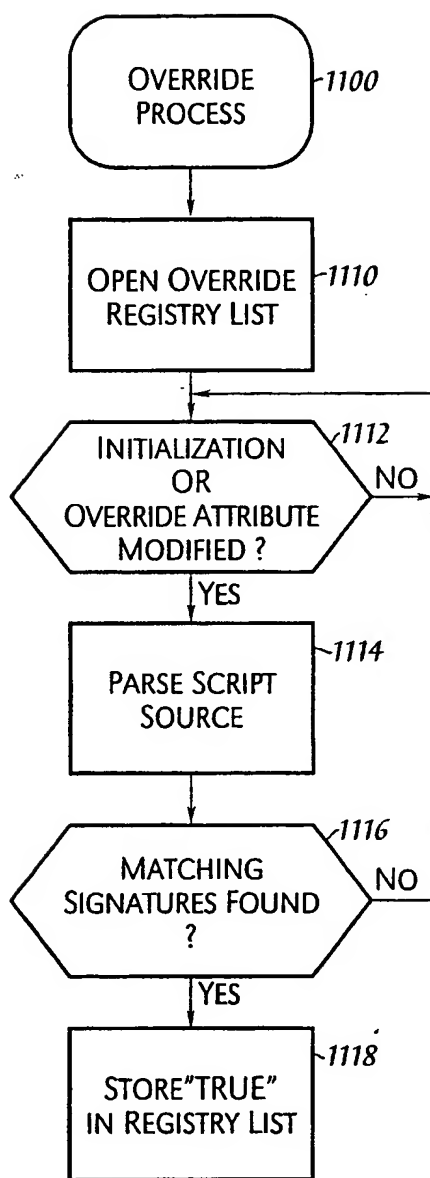 OVERRIDE
PROCESS
1100
OPEN OVERRIDE
REGISTRY LIST
1110
INITIALIZATION
OR
OVERRIDE ATTRIBUTE
MODIFIED ?
1112
NO
YES
PARSE SCRIPT
SOURCE
1114
MATCHING
SIGNATURES FOUND
?
1116
NO
YES
STORE"TRUE"
IN REGISTRY LIST
1118